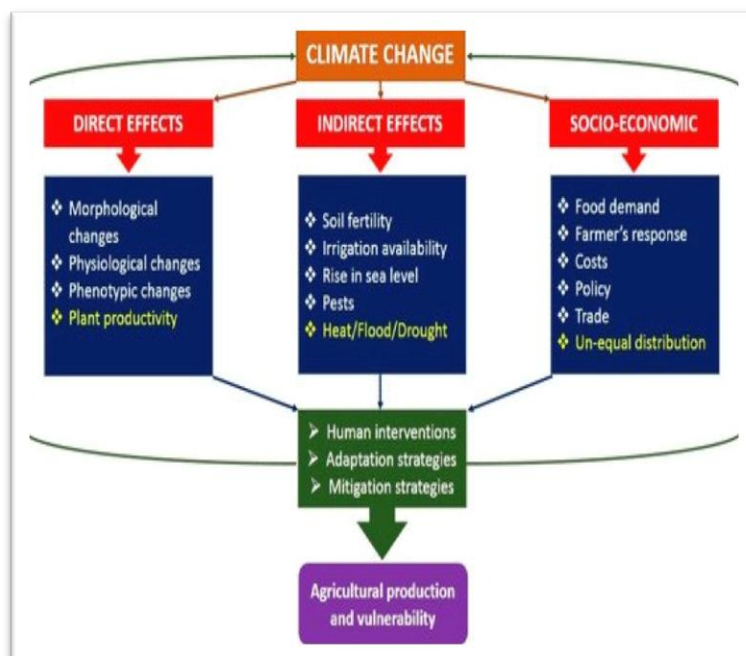 CLIMATE CHANGE
DIRECT EFFECTS
❖ Morphological
changes
❖ Physiological changes
❖ Phenotypic changes
❖ Plant productivity
INDIRECT EFFECTS
❖ Soil fertility
❖ Irrigation availability
❖ Rise in sea level
❖ Pests
❖ Heat/Flood/Drought
SOCIO-ECONOMIC
❖ Food demand
❖ Farmer's response
❖ Costs
❖ Policy
❖ Trade
❖ Un-equal distribution
➢ Human interventions
➢ Adaptation strategies
➢ Mitigation strategies
Agricultural production
and vulnerability